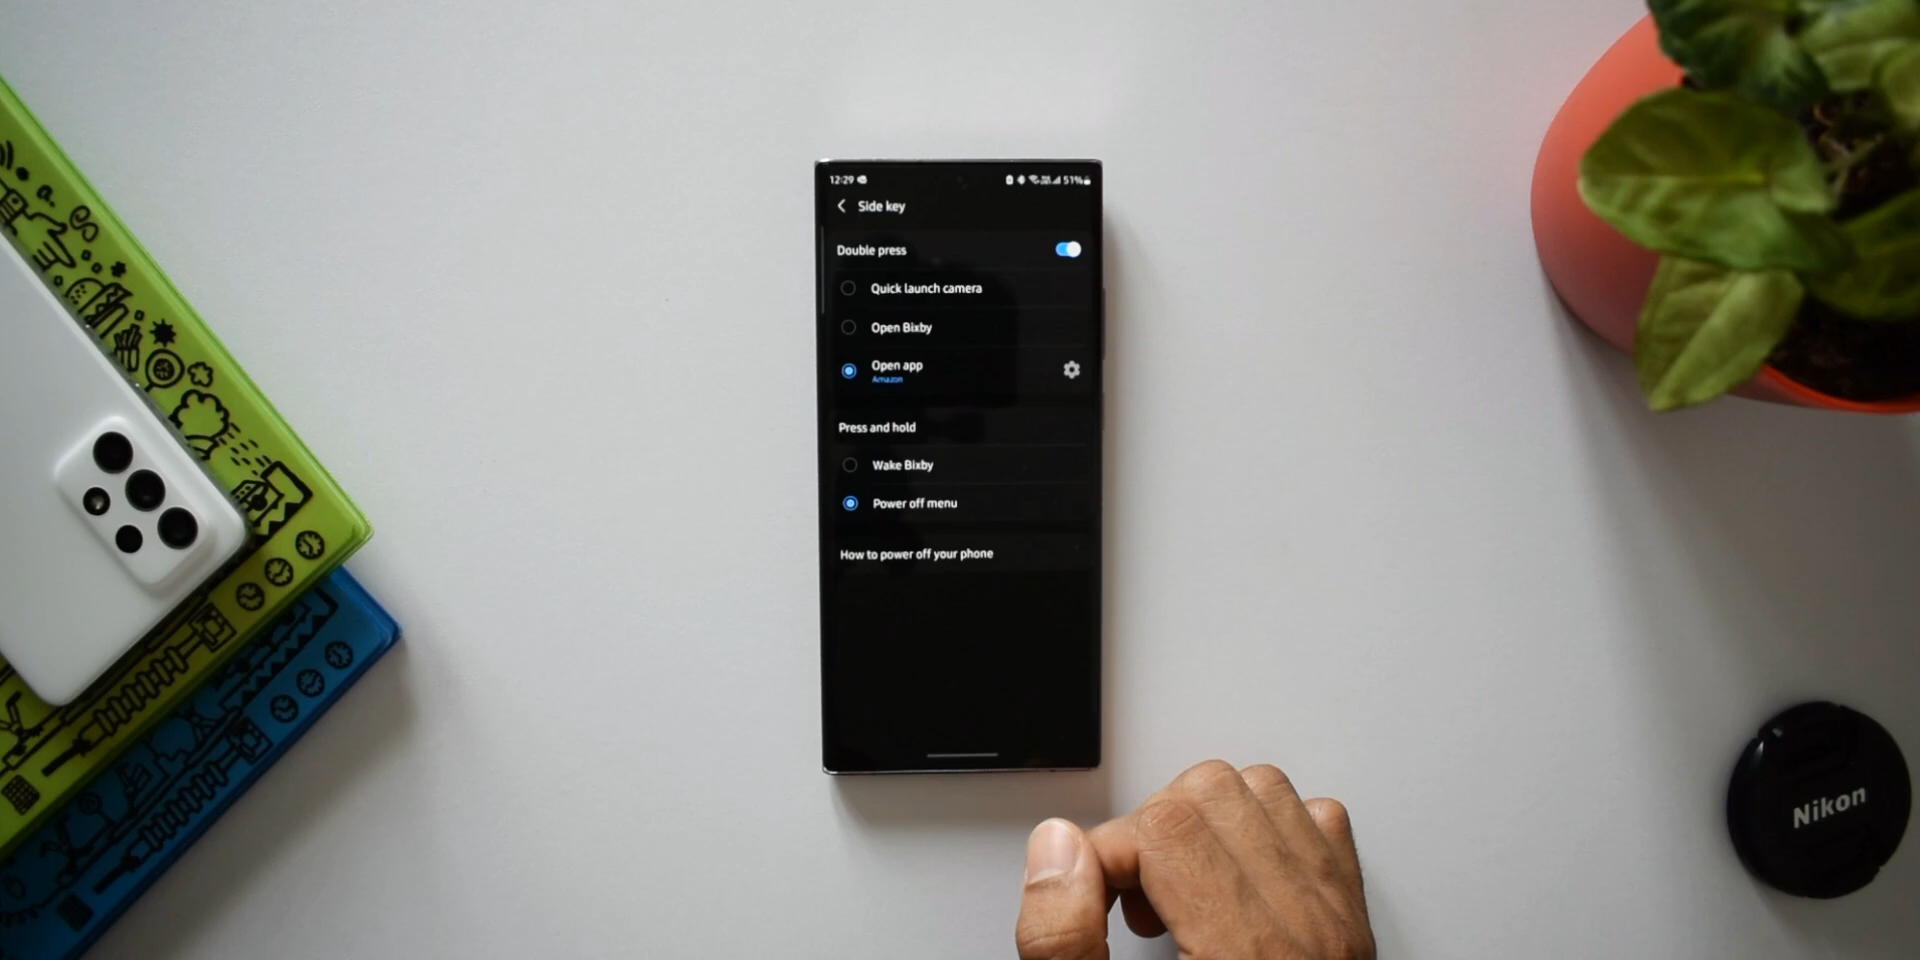 12:29
51%
Side key
Double press
Quick launch camera
Open Bixby
Open app
Amazon
Press and hold
Wake Bixby
Power off menu
How to power off your phone
Nikon